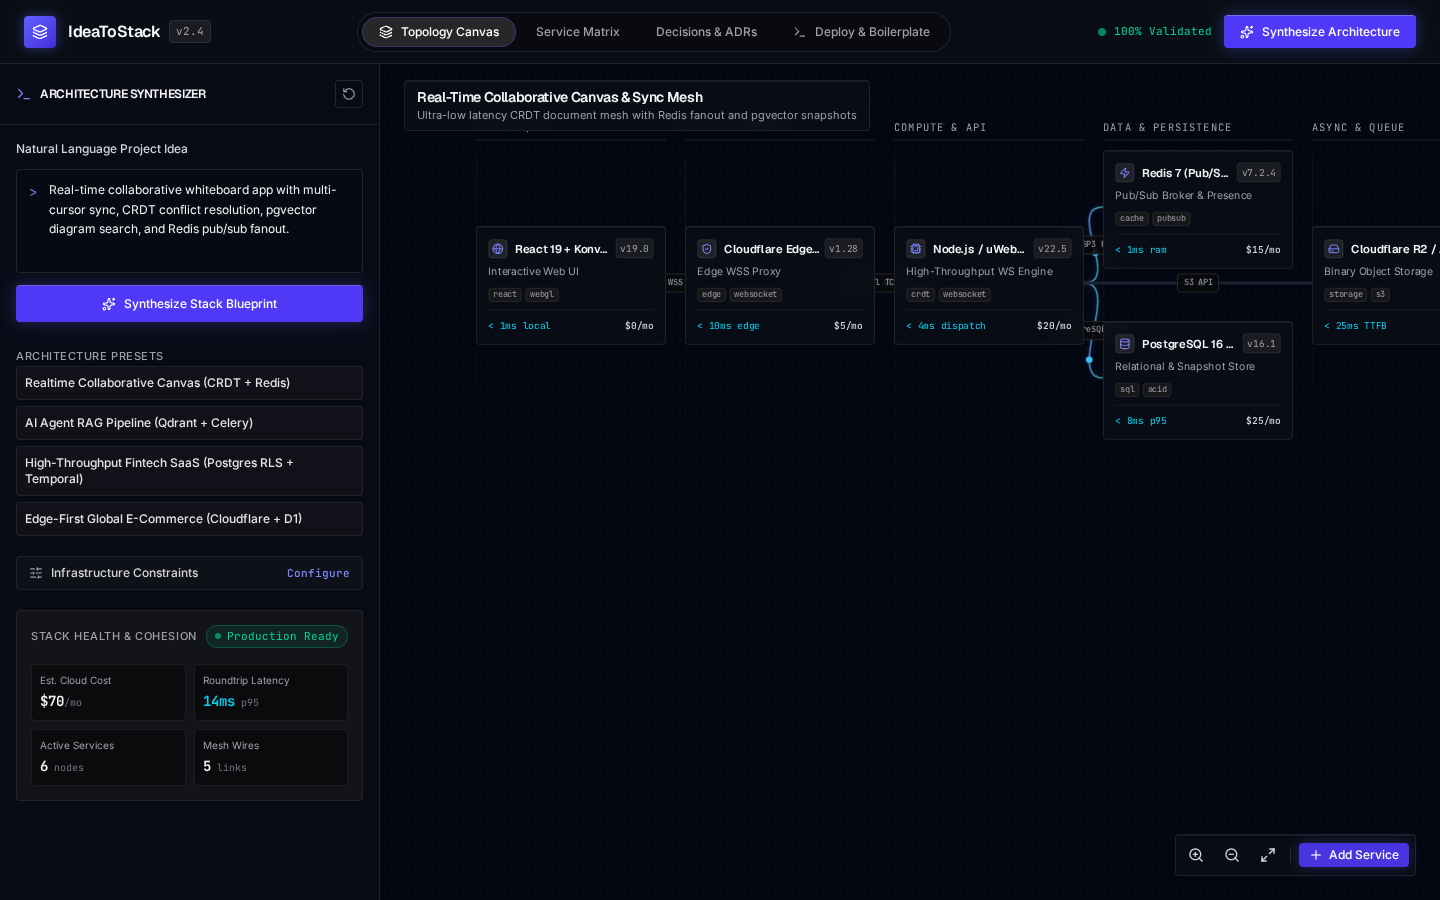 IdeaToStack v2.4
Topology Canvas
Service Matrix
Decisions & ADRs
Deploy & Boilerplate
100% Validated
Synthesize Architecture
ARCHITECTURE SYNTHESIZER
Natural Language Project Idea
> Real-time collaborative whiteboard app with multi-
cursor sync, CRDT conflict resolution, pgvector
diagram search, and Redis pub/sub fanout.
Synthesize Stack Blueprint
ARCHITECTURE PRESETS
Realtime Collaborative Canvas (CRDT + Redis)
AI Agent RAG Pipeline (Qdrant + Celery)
High-Throughput Fintech SaaS (Postgres RLS +
Temporal)
Edge-First Global E-Commerce (Cloudflare + D1)
Infrastructure Constraints
Configure
STACK HEALTH & COHESION
Production Ready
Est. Cloud Cost
$70/mo
Roundtrip Latency
14ms p95
Active Services
6 nodes
Mesh Wires
5 links
Real-Time Collaborative Canvas & Sync Mesh
Ultra-low latency CRDT document mesh with Redis fanout and pgvector snapshots
COMPUTE & API
DATA & PERSISTENCE
ASYNC & QUEUE
React 19 + Konv... v19.0
Interactive Web UI
react webgl
< 1ms local $0/mo
WSS
Cloudflare Edge... v1.28
Edge WSS Proxy
edge websocket
< 10ms edge $5/mo
Node.js / uWeb... v22.5
High-Throughput WS Engine
crdt websocket
< 4ms dispatch $20/mo
Redis 7 (Pub/S... v7.2.4
Pub/Sub Broker & Presence
cache pubsub
< 1ms ram $15/mo
S3 API
PostgreSQL 16 ... v16.1
Relational & Snapshot Store
sql acid
< 8ms p95 $25/mo
Cloudflare R2 /
Binary Object Storage
storage s3
< 25ms TTFB
Add Service